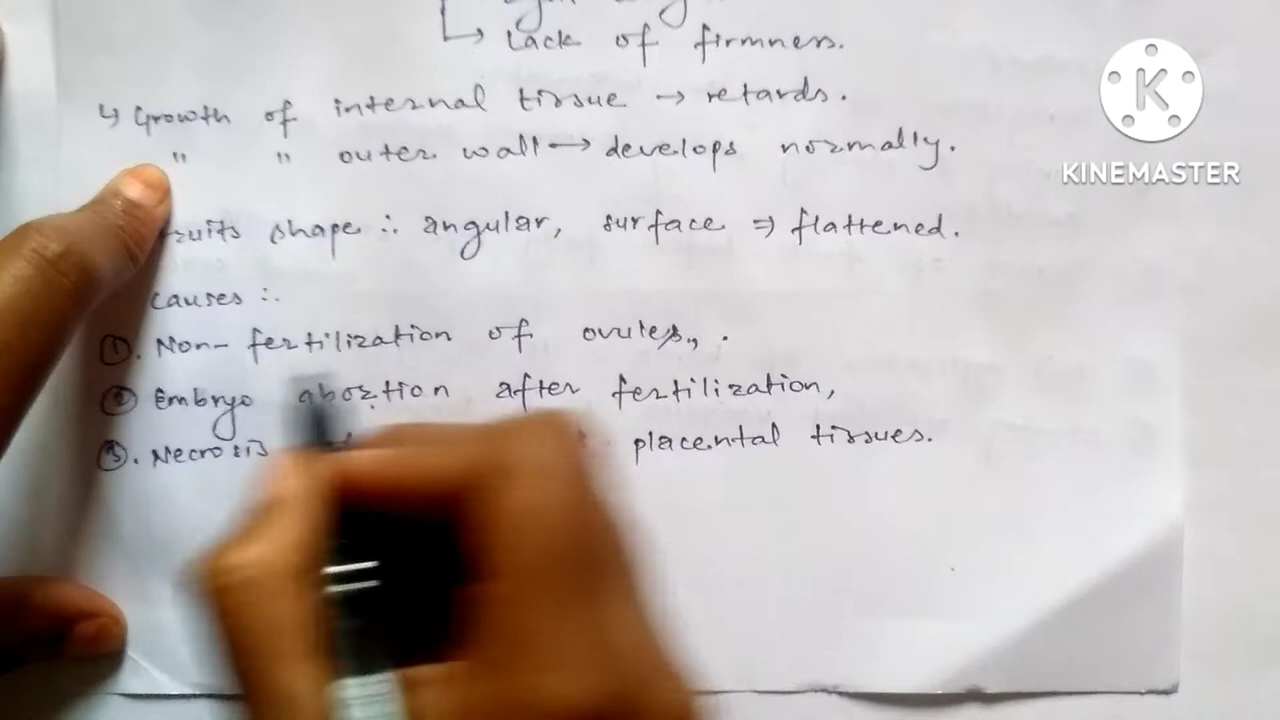 ↳ Lack of firmness.
↳ Growth of internal tissue → retards.
" " outer wall → develops normally.
fruits shape ∴ angular, surface ⇒ flattened.
causes :.
①. Non-fertilization of ovules,, .
② Embryo abortion after fertilization,
③. Necrosis placental tissues.
KINEMASTER